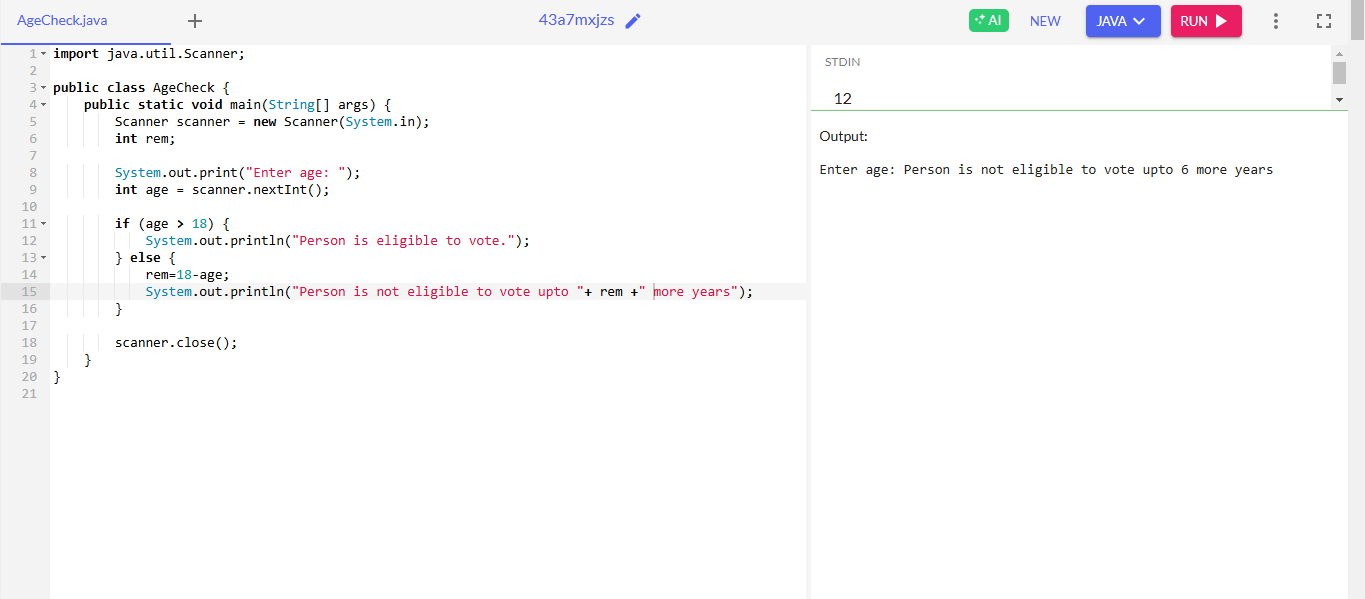 AgeCheck.java + 43a7mxjzs AI NEW JAVA RUN
1 import java.util.Scanner;
2
3 public class AgeCheck {
4 public static void main(String[] args) {
5 Scanner scanner = new Scanner(System.in);
6 int rem;
7
8 System.out.print("Enter age: ");
9 int age = scanner.nextInt();
10
11 if (age > 18) {
12 System.out.println("Person is eligible to vote.");
13 } else {
14 rem=18-age;
15 System.out.println("Person is not eligible to vote upto "+ rem +" more years");
16 }
17
18 scanner.close();
19 }
20 }
21
STDIN
12
Output:
Enter age: Person is not eligible to vote upto 6 more years